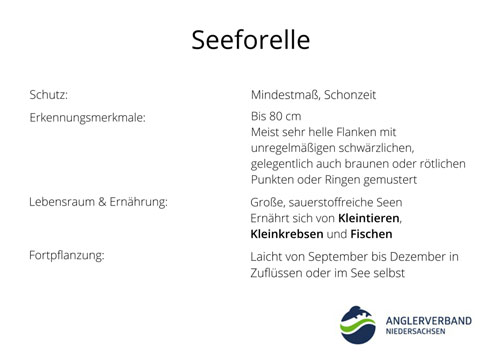 Seeforelle
Schutz: Mindestmaß, Schonzeit
Erkennungsmerkmale: Bis 80 cm
Meist sehr helle Flanken mit
unregelmäßigen schwärzlichen,
gelegentlich auch braunen oder rötlichen
Punkten oder Ringen gemustert
Lebensraum & Ernährung: Große, sauerstoffreiche Seen
Ernährt sich von Kleintieren,
Kleinkrebsen und Fischen
Fortpflanzung: Laicht von September bis Dezember in
Zuflüssen oder im See selbst
ANGLERVERBAND
NIEDERSACHSEN